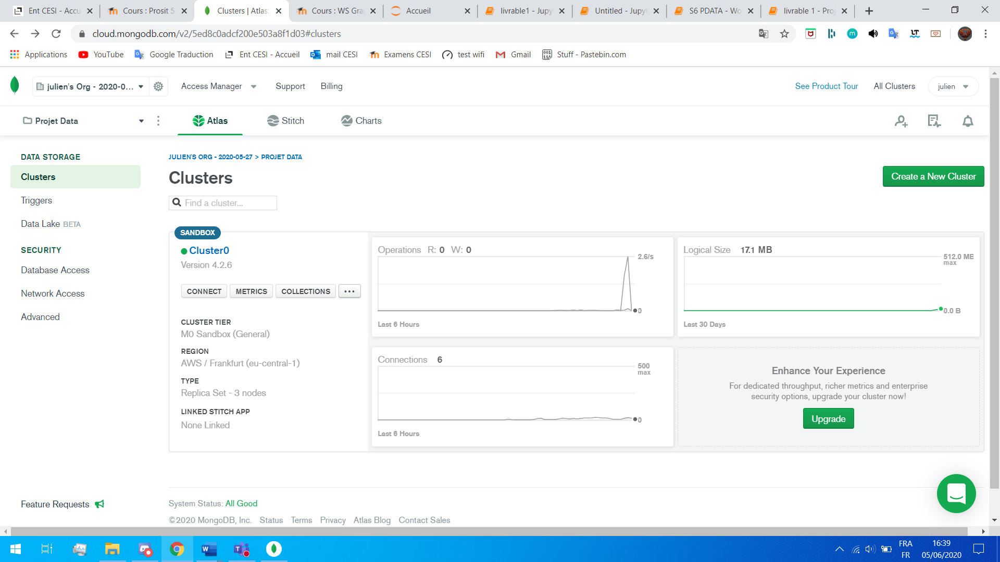 Ent CESI - Accu
Cours : Prosit 5
Clusters | Atlas:
Cours : WS Gra
Accueil
livrable1 - Jupy
Untitled - Jupyt
S6 PDATA - Wo
livrable 1 - Proj
cloud.mongodb.com/v2/5ed8c0adcf200e503a8f1d03#clusters
Applications
YouTube
Google Traduction
Ent CESI - Accueil
mail CESI
Examens CESI
test wifi
Gmail
Stuff - Pastebin.com
julien's Org - 2020-0...
Access Manager
Support
Billing
See Product Tour
All Clusters
julien
Projet Data
Atlas
Stitch
Charts
DATA STORAGE
Clusters
Triggers
Data Lake BETA
SECURITY
Database Access
Network Access
Advanced
Feature Requests
JULIEN'S ORG - 2020-05-27 > PROJET DATA
Clusters
Create a New Cluster
Find a cluster...
SANDBOX
Cluster0
Version 4.2.6
CONNECT
METRICS
COLLECTIONS
...
CLUSTER TIER
M0 Sandbox (General)
REGION
AWS / Frankfurt (eu-central-1)
TYPE
Replica Set - 3 nodes
LINKED STITCH APP
None Linked
Operations R: 0 W: 0
2.6/s
0
Last 6 Hours
Logical Size 17.1 MB
512.0 MB
max
0.0 B
Last 30 Days
Connections 6
500
max
0
Last 6 Hours
Enhance Your Experience
For dedicated throughput, richer metrics and enterprise
security options, upgrade your cluster now!
Upgrade
System Status: All Good
©2020 MongoDB, Inc. Status Terms Privacy Atlas Blog Contact Sales
FRA
FR
16:39
05/06/2020